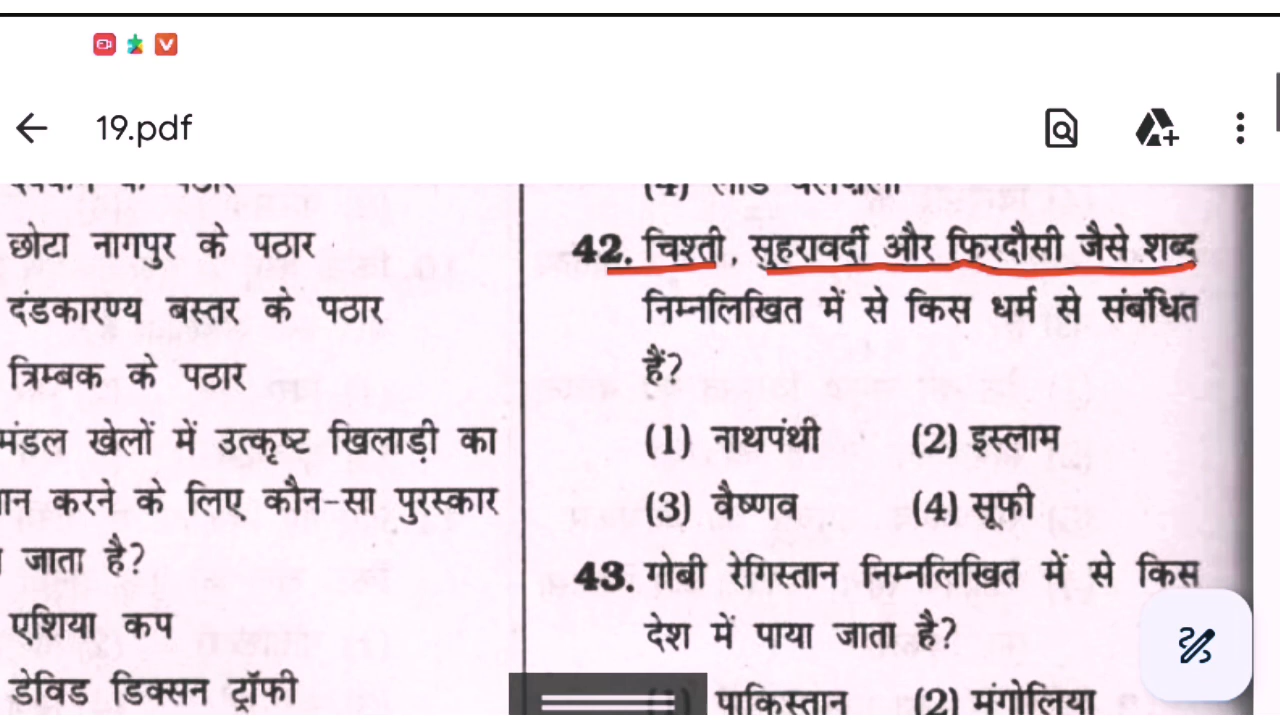 19.pdf
छोटा नागपुर के पठार
दंडकारण्य बस्तर के पठार
त्रिम्बक के पठार
मंडल खेलों में उत्कृष्ट खिलाड़ी का
करने के लिए कौन-सा पुरस्कार
जाता है?
एशिया कप
डेविड डिक्सन ट्रॉफी
42. चिश्ती, सुहरावर्दी और फिरदौसी जैसे शब्द
निम्नलिखित में से किस धर्म से संबंधित
हैं?
(1) नाथपंथी (2) इस्लाम
(3) वैष्णव (4) सूफी
43. गोबी रेगिस्तान निम्नलिखित में से किस
देश में पाया जाता है?
(1) पाकिस्तान (2) मंगोलिया